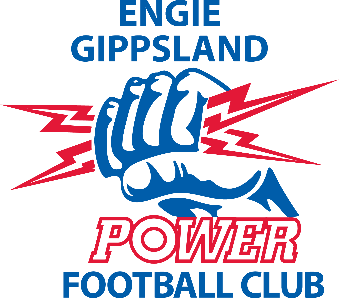 ENGIE
GIPPSLAND
POWER
FOOTBALL CLUB